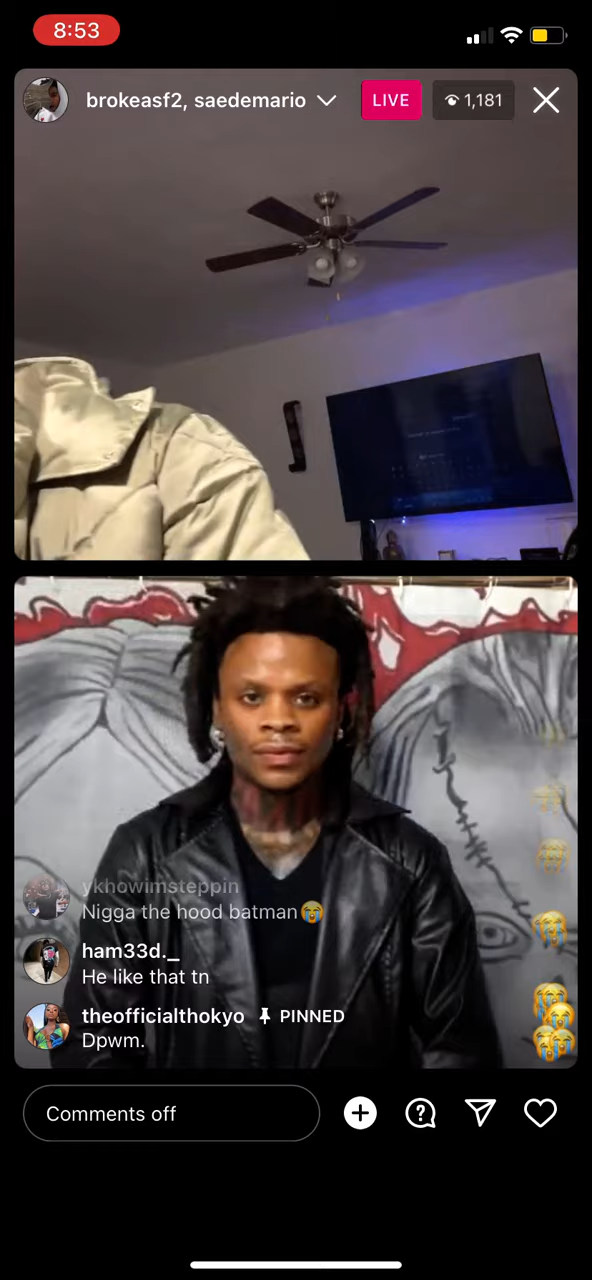 8:53
brokeasf2, saedemario
LIVE
1,181
ykhowimsteppin
Nigga the hood batman😭
ham33d._
He like that tn
theofficialthokyo PINNED
Dpwm.
Comments off